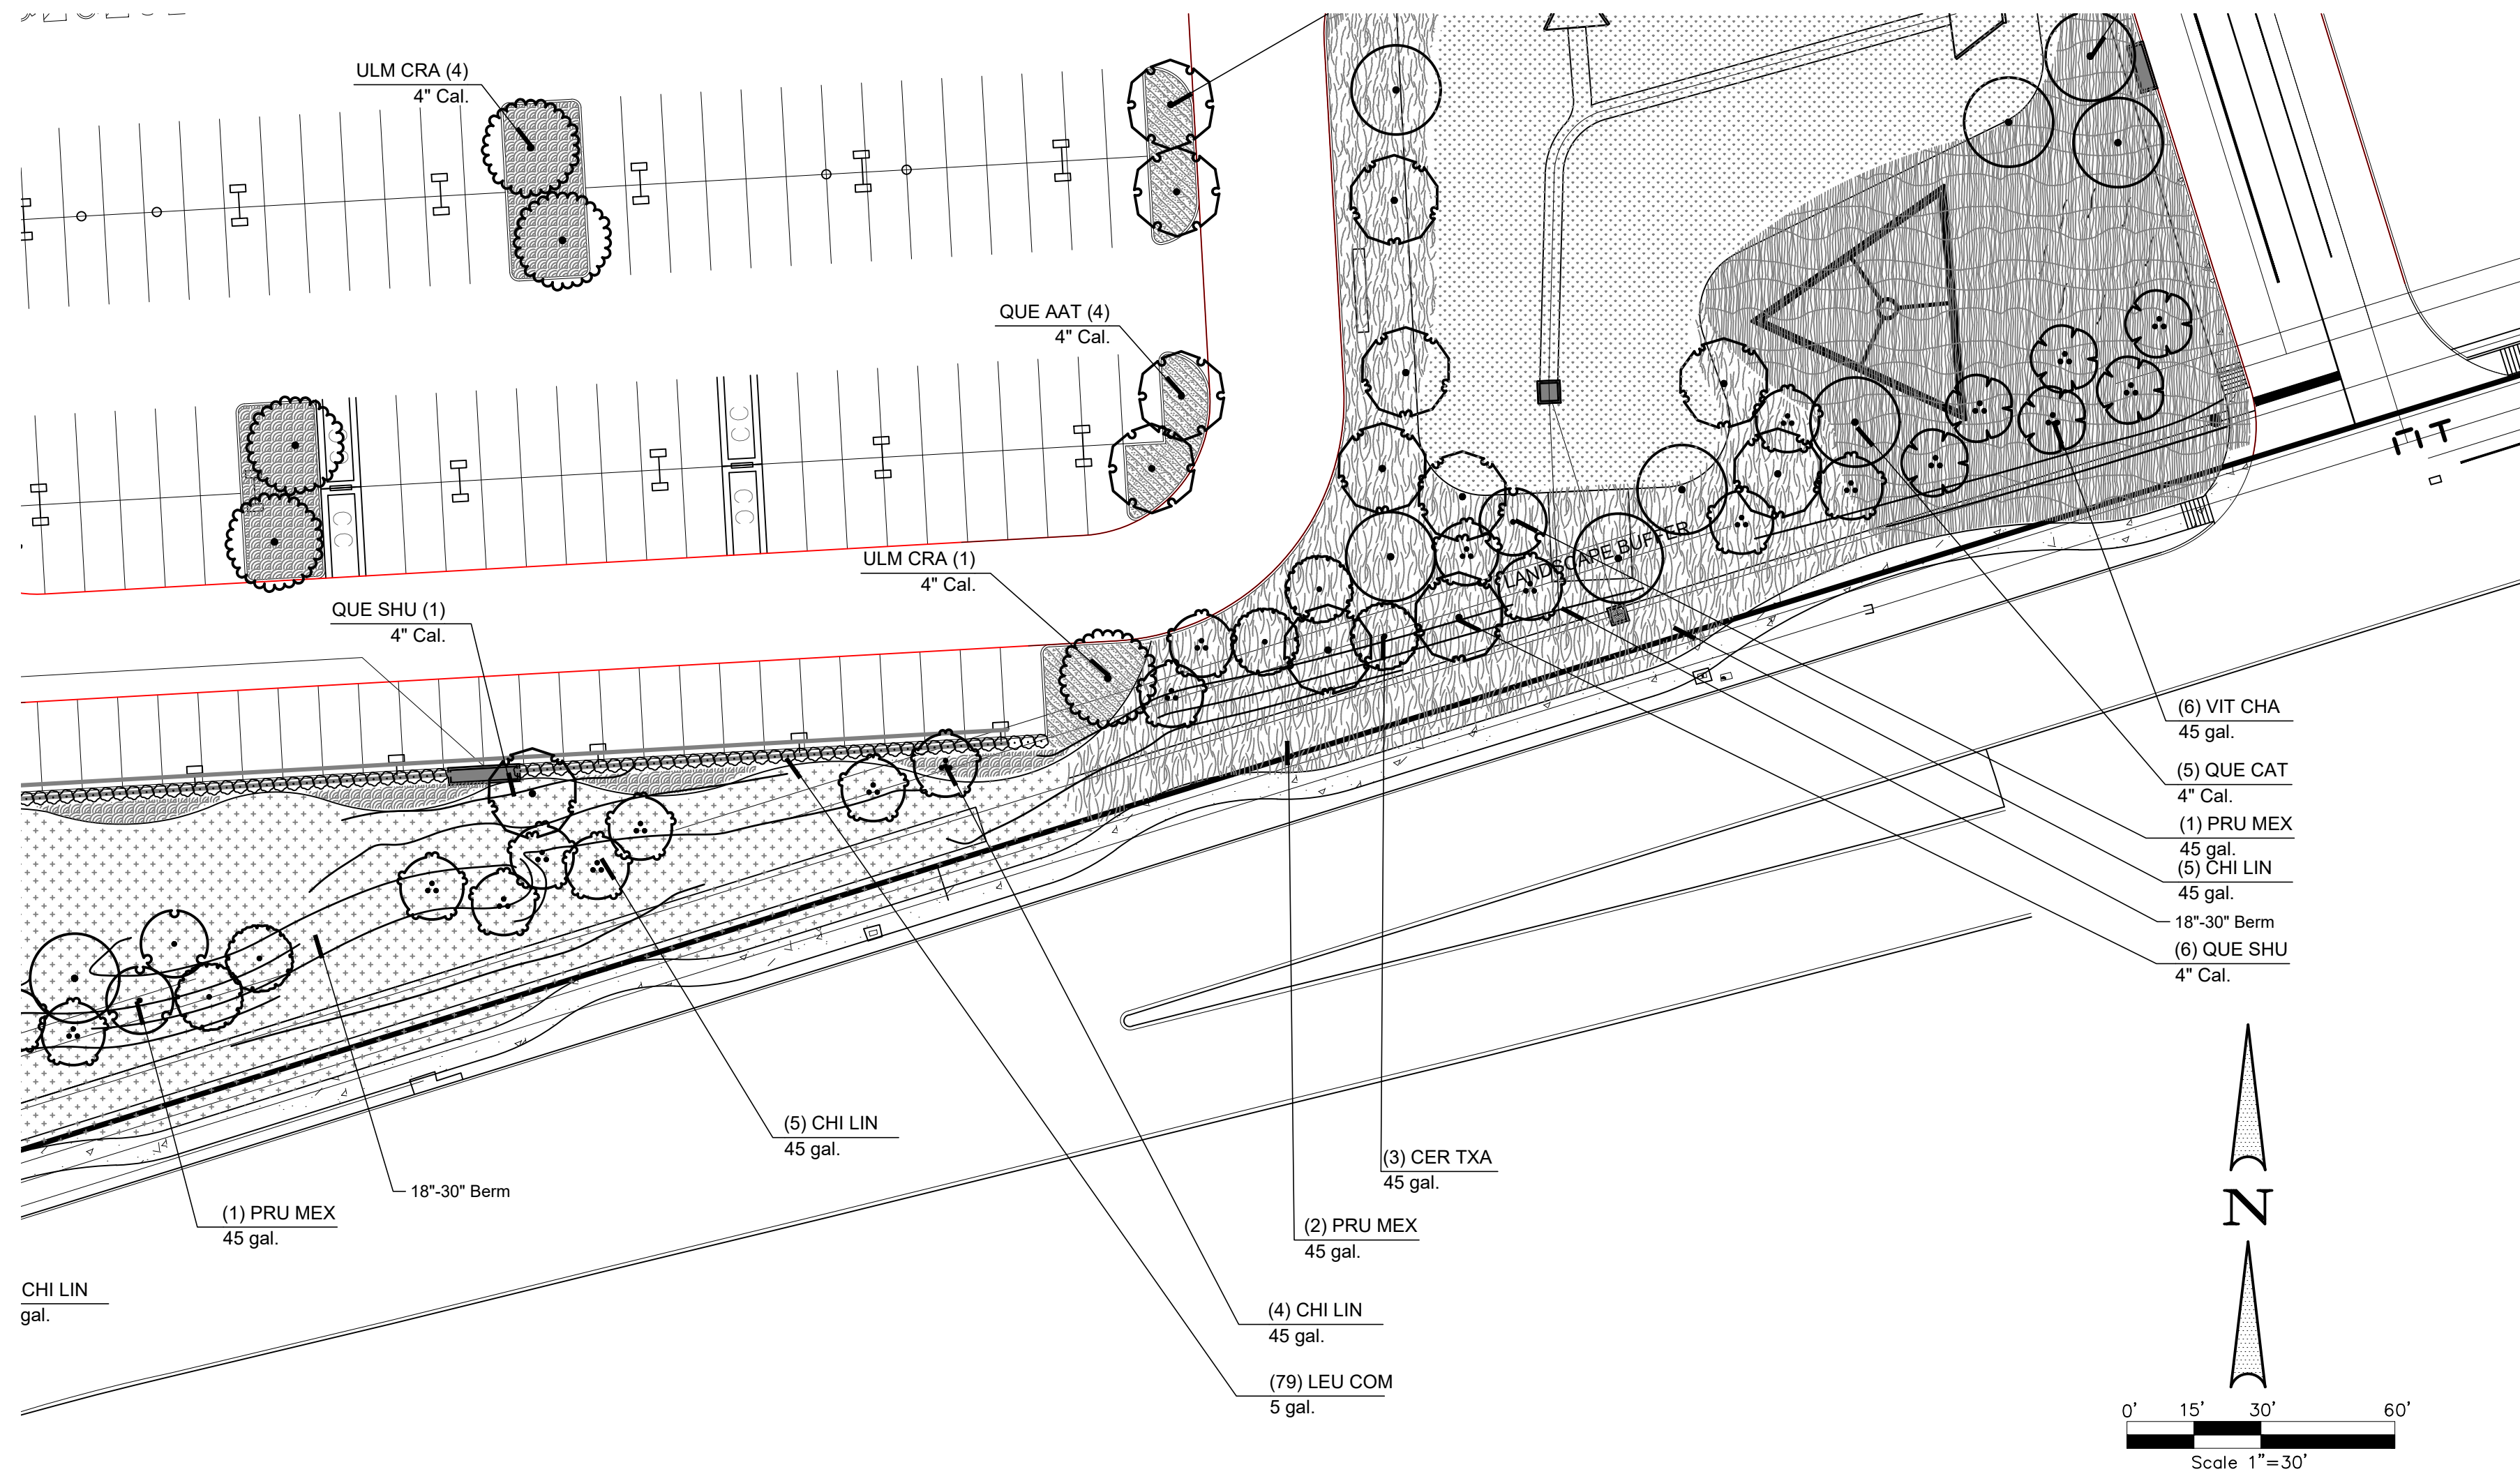 ULM CRA (4)
4" Cal.
QUE AAT (4)
4" Cal.
CC
CC
CC
ULM CRA (1)
4" Cal.
LANDSCAPE BUFFER
QUE SHU (1)
4" Cal.
(6) VIT CHA
45 gal.
(5) QUE CAT
4" Cal.
(1) PRU MEX
45 gal.
(5) CHI LIN
45 gal.
18"-30" Berm
(6) QUE SHU
4" Cal.
(5) CHI LIN
45 gal.
(3) CER TXA
45 gal.
18"-30" Berm
(1) PRU MEX
45 gal.
(2) PRU MEX
45 gal.
N
CHI LIN
gal.
(4) CHI LIN
45 gal.
(79) LEU COM
5 gal.
0' 15' 30' 60'
Scale 1"=30'